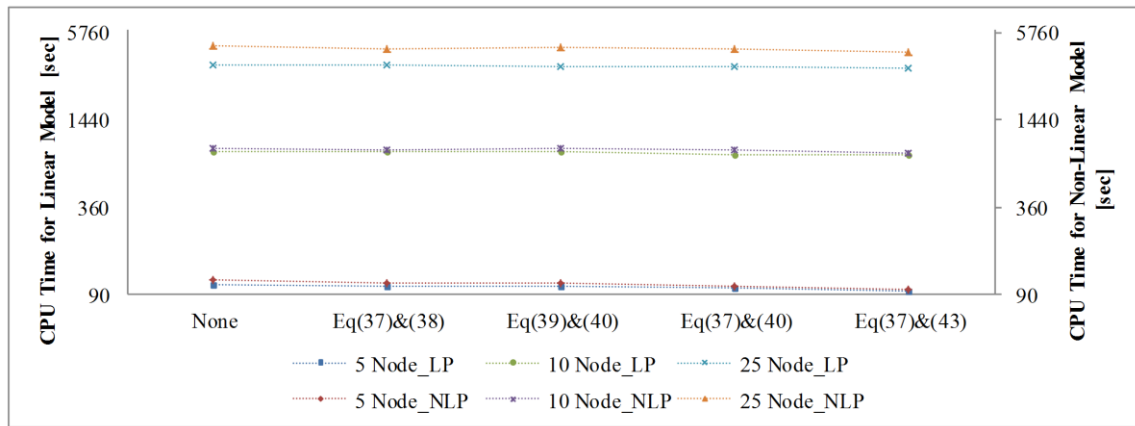 CPU Time for Linear Model [sec]
5760
1440
360
90
None
Eq(37)&(38)
Eq(39)&(40)
Eq(37)&(40)
Eq(37)&(43)
5760
1440
360
90
CPU Time for Non-Linear Model
[sec]
5 Node_LP
10 Node_LP
25 Node_LP
5 Node_NLP
10 Node_NLP
25 Node_NLP